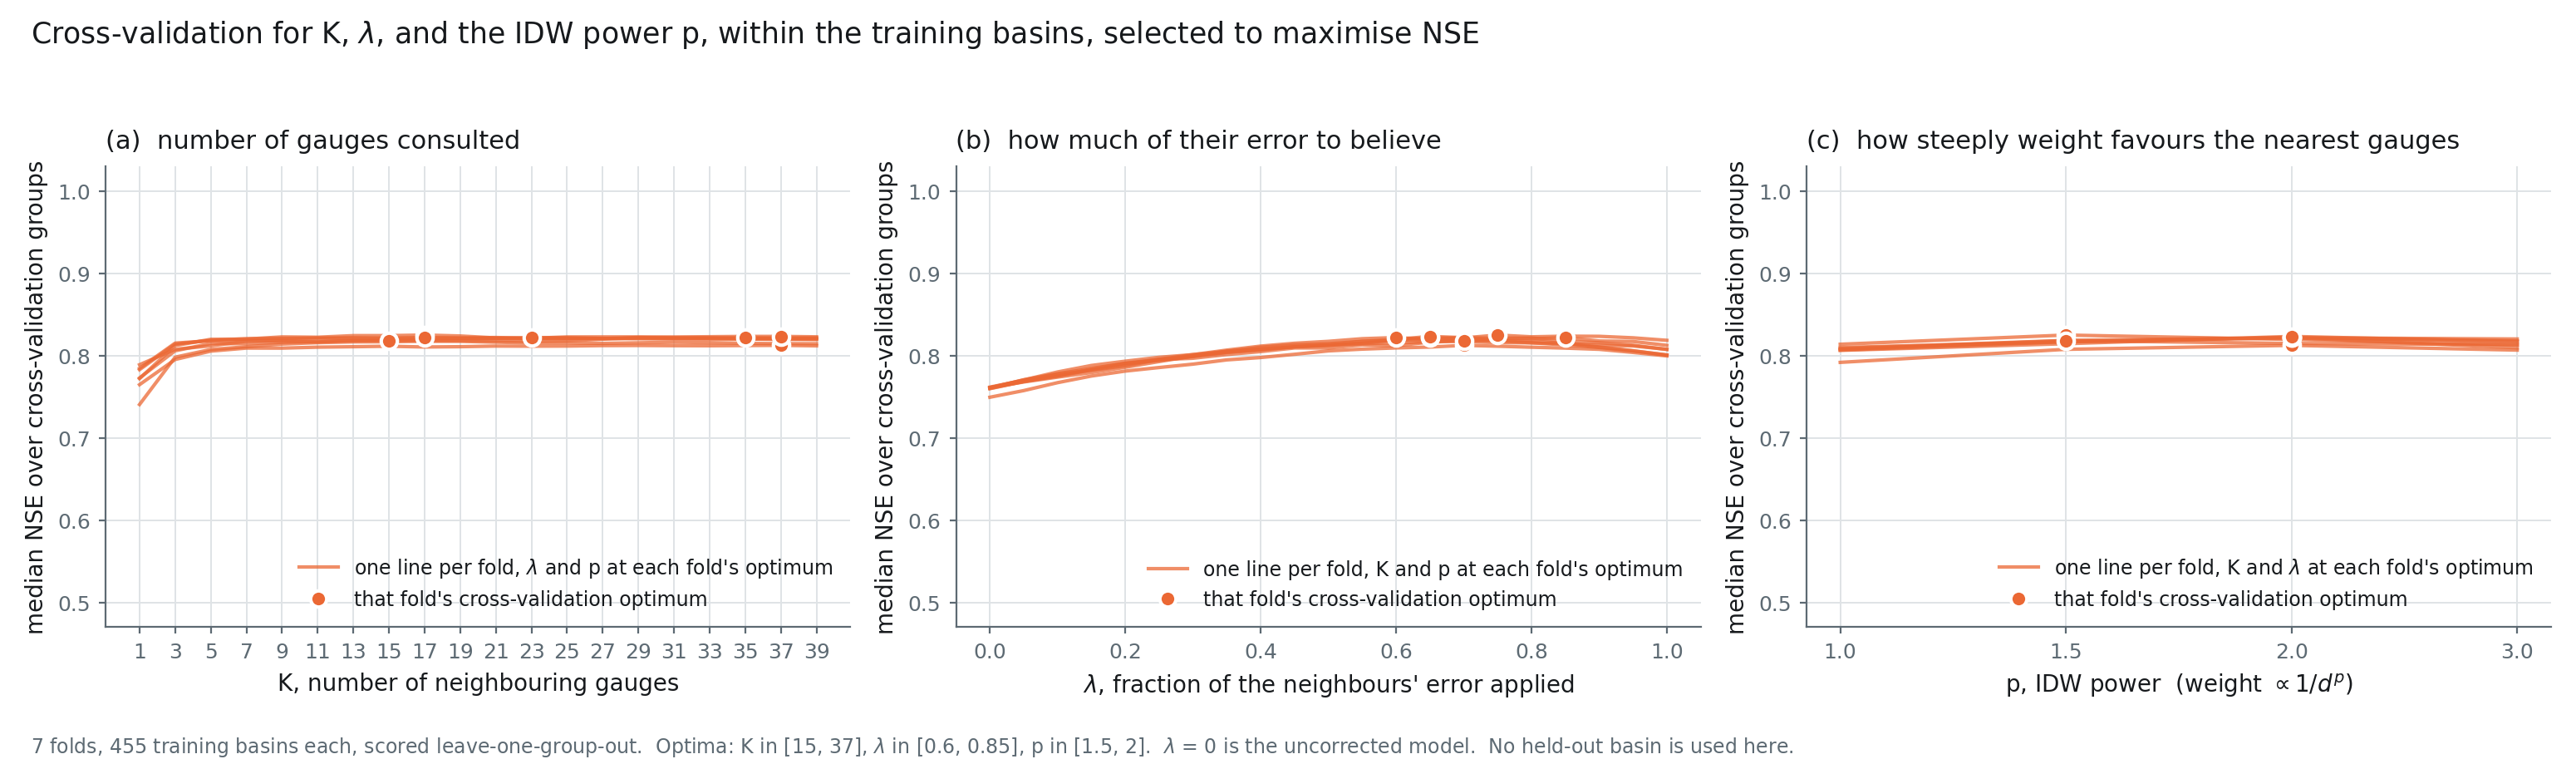 Cross-validation for K, λ, and the IDW power p, within the training basins, selected to maximise NSE
(a) number of gauges consulted
median NSE over cross-validation groups
1.0
0.9
0.8
0.7
0.6
0.5
one line per fold, λ and p at each fold's optimum
that fold's cross-validation optimum
1 3 5 7 9 11 13 15 17 19 21 23 25 27 29 31 33 35 37 39
K, number of neighbouring gauges
(b) how much of their error to believe
median NSE over cross-validation groups
1.0
0.9
0.8
0.7
0.6
0.5
one line per fold, K and p at each fold's optimum
that fold's cross-validation optimum
0.0 0.2 0.4 0.6 0.8 1.0
λ, fraction of the neighbours' error applied
(c) how steeply weight favours the nearest gauges
median NSE over cross-validation groups
1.0
0.9
0.8
0.7
0.6
0.5
one line per fold, K and λ at each fold's optimum
that fold's cross-validation optimum
1.0 1.5 2.0 3.0
p, IDW power (weight ∝ 1/d^p)
7 folds, 455 training basins each, scored leave-one-group-out. Optima: K in [15, 37], λ in [0.6, 0.85], p in [1.5, 2]. λ = 0 is the uncorrected model. No held-out basin is used here.